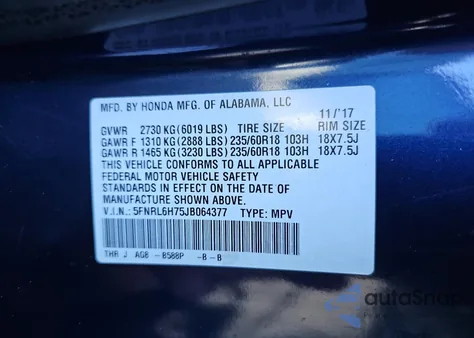 MFD. BY HONDA MFG. OF ALABAMA, LLC 11/'17
GVWR 2730 KG(6019 LBS) TIRE SIZE RIM SIZE
GAWR F 1310 KG(2888 LBS) 235/60R18 103H 18X7.5J
GAWR R 1465 KG(3230 LBS) 235/60R18 103H 18X7.5J
THIS VEHICLE CONFORMS TO ALL APPLICABLE
FEDERAL MOTOR VEHICLE SAFETY
STANDARDS IN EFFECT ON THE DATE OF
MANUFACTURE SHOWN ABOVE.
V.I.N.: 5FNRL6H75JB064377 TYPE: MPV
THR J AG8 -B588P -B-B